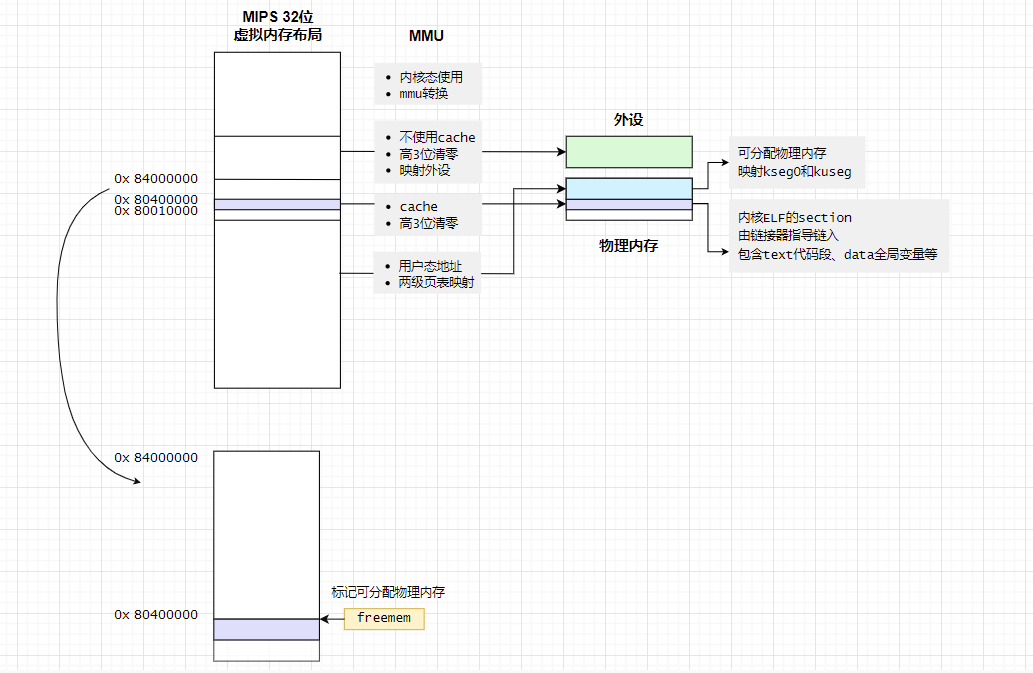 MIPS 32位
虚拟内存布局
MMU
内核态使用
mmu转换
外设
不使用cache
高3位清零
映射外设
可分配物理内存
映射kseg0和kuseg
0x 84000000
0x 80400000
0x 80010000
cache
高3位清零
内核ELF的section
由链接器指导链入
包含text代码段、data全局变量等
物理内存
用户态地址
两级页表映射
0x 84000000
标记可分配物理内存
0x 80400000
freemem